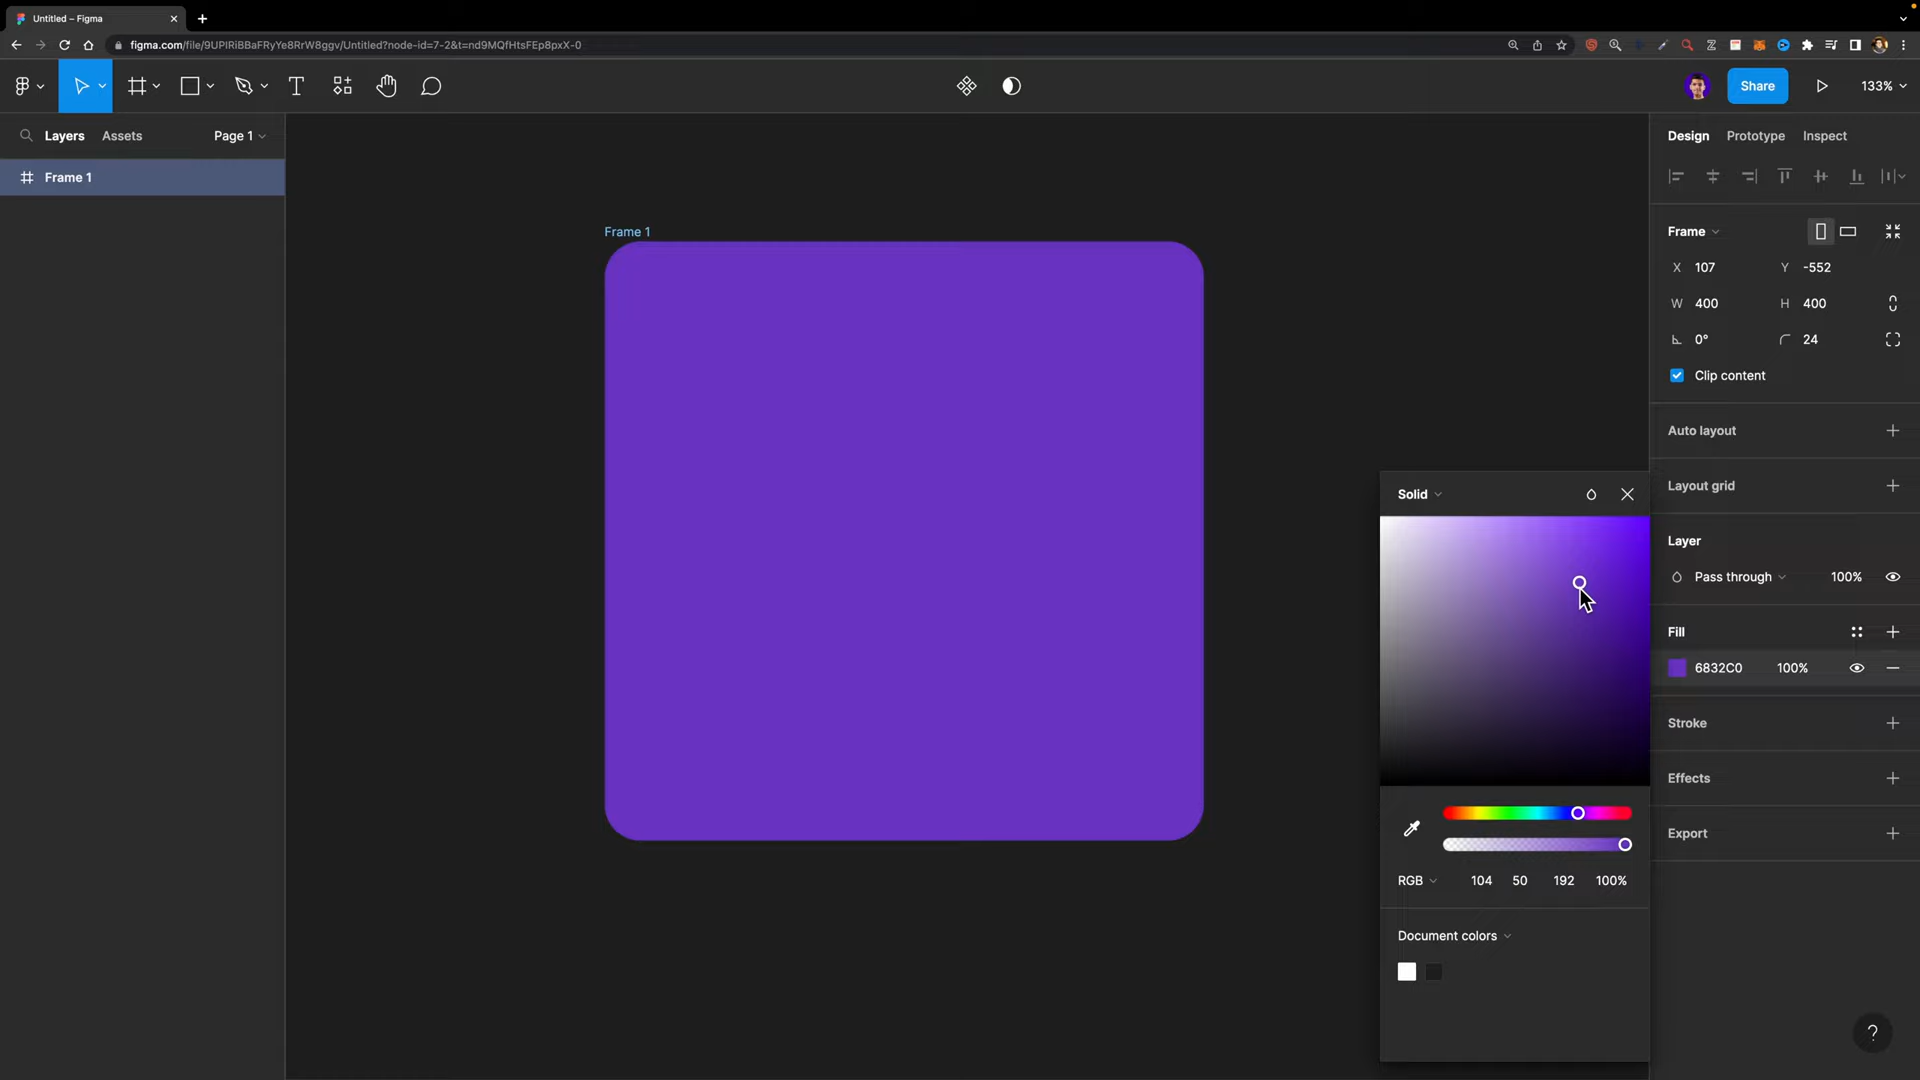 Untitled – Figma
figma.com/file/9UPIRiBBaFRyYe8RrW8ggv/Untitled?node-id=7-2&t=nd9MQfHtsFEp8pxX-0
Share
133%
Layers
Assets
Page 1
Frame 1
Frame 1
Design
Prototype
Inspect
Frame
X 107
Y -552
W 400
H 400
0°
24
Clip content
Auto layout
Layout grid
Layer
Pass through
100%
Fill
6832C0
100%
Stroke
Effects
Export
Solid
RGB
104
50
192
100%
Document colors
?